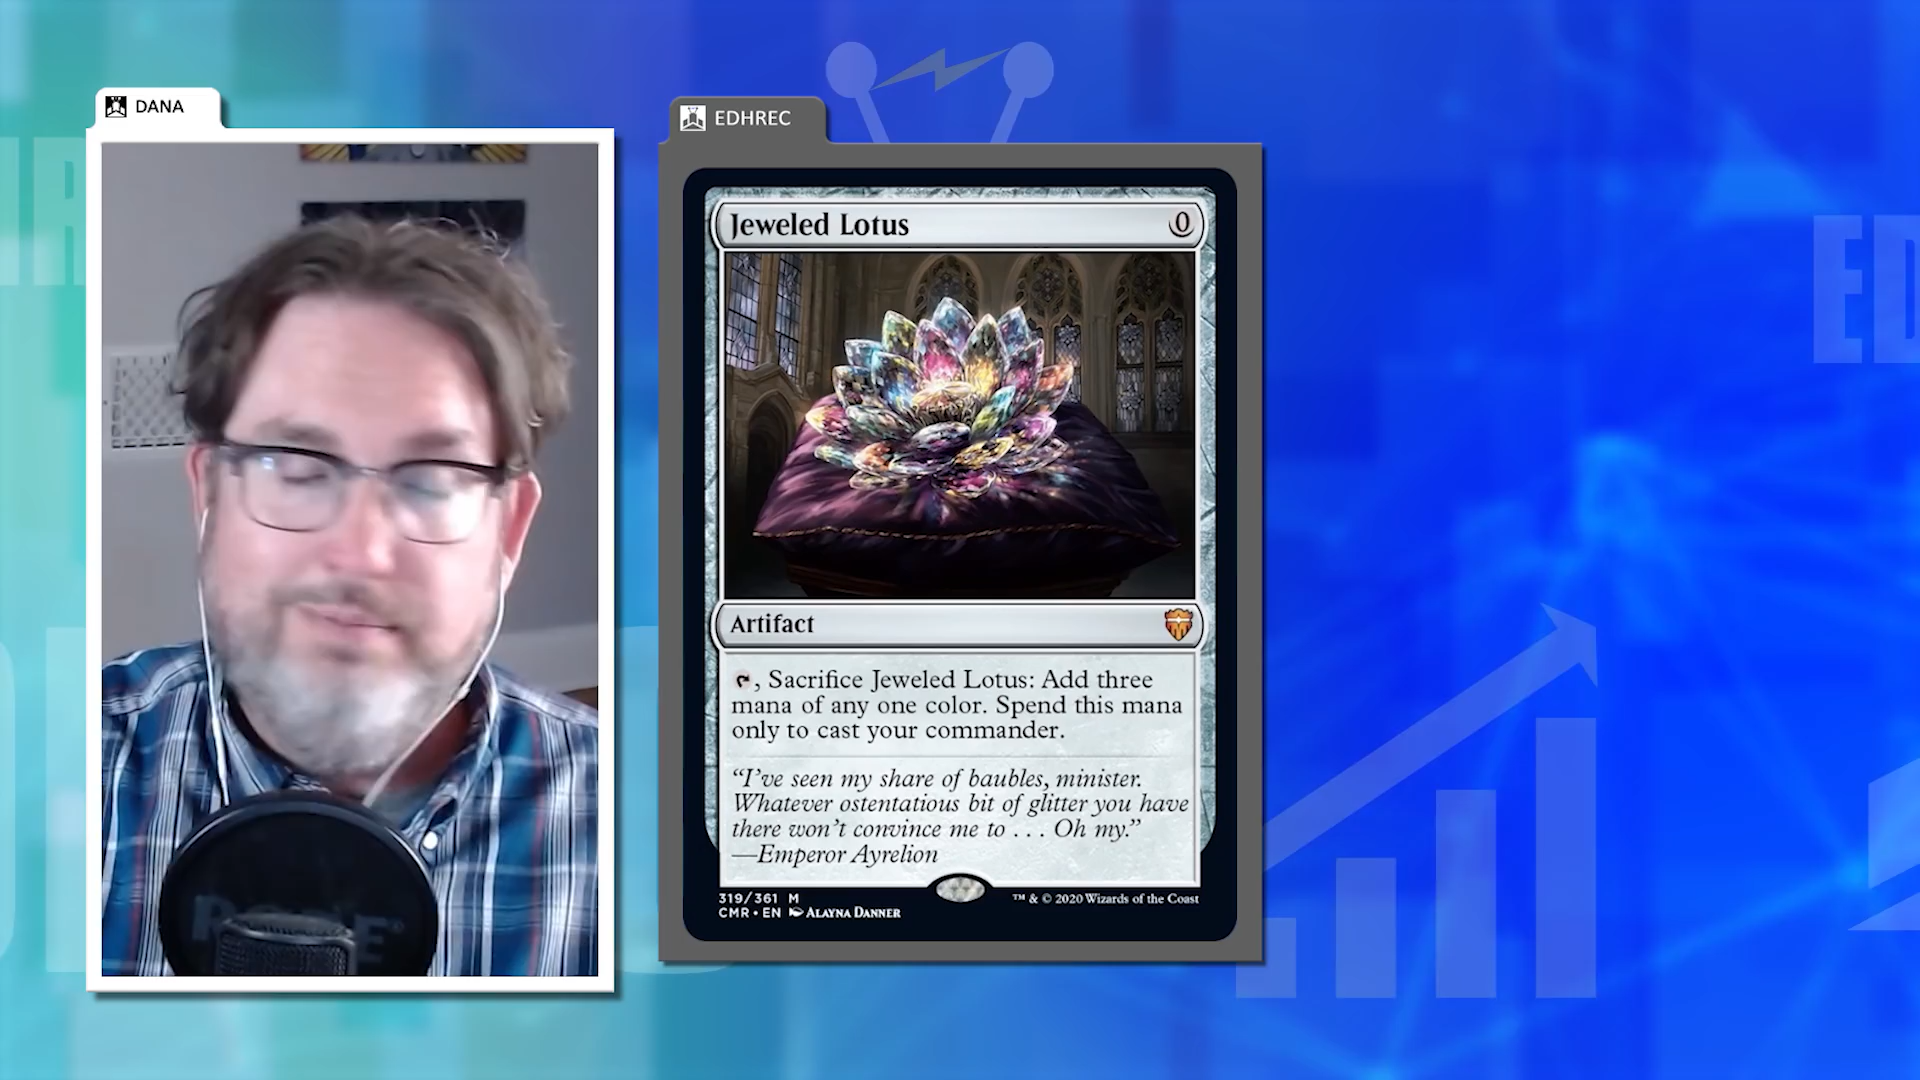 DANA
EDHREC
Jeweled Lotus
0
Artifact
, Sacrifice Jeweled Lotus: Add three
mana of any one color. Spend this mana
only to cast your commander.
“I’ve seen my share of baubles, minister.
Whatever ostentatious bit of glitter you have
there won’t convince me to . . . Oh my.”
—Emperor Ayrelion
319/361 M
CMR • EN Alayna Danner
™ & © 2020 Wizards of the Coast
ED